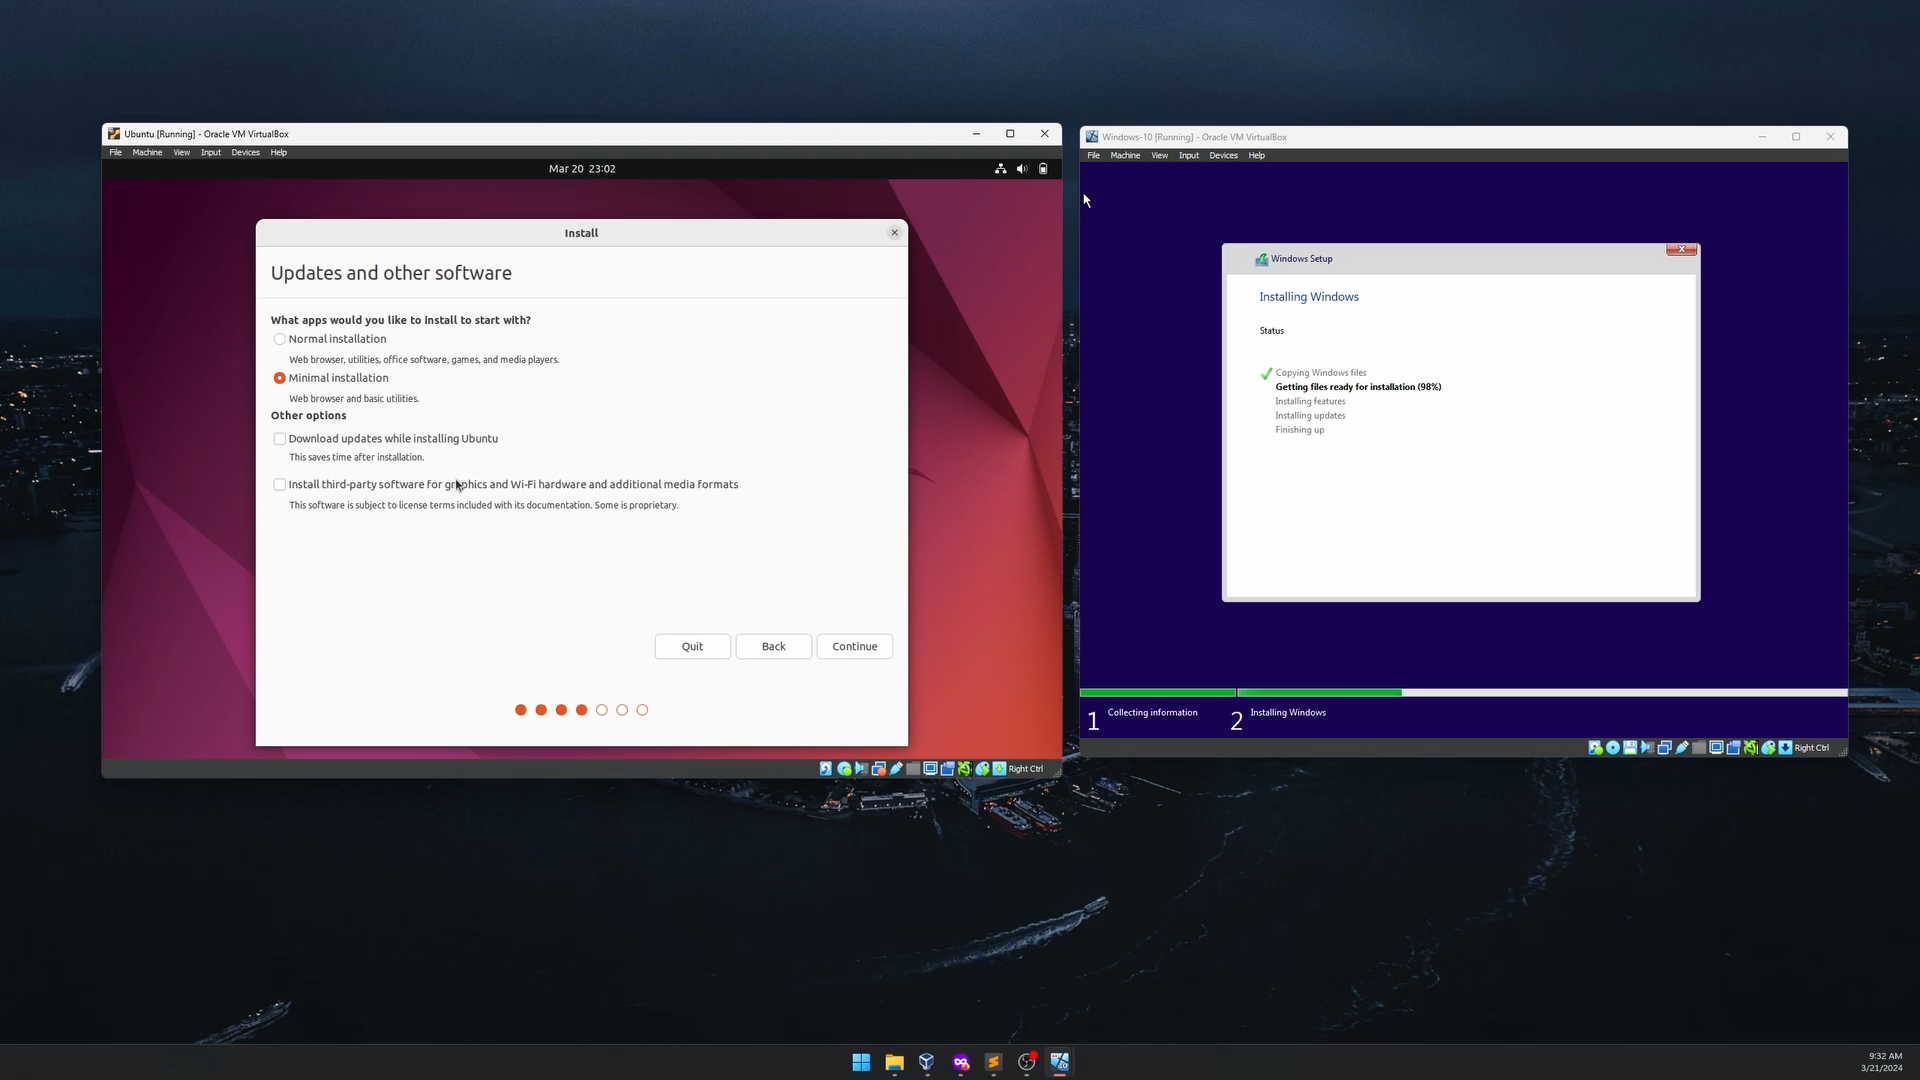 Ubuntu [Running] - Oracle VM VirtualBox
File Machine View Input Devices Help
Mar 20 23:02
Install
Updates and other software
What apps would you like to install to start with?
Normal installation
Web browser, utilities, office software, games, and media players.
Minimal installation
Web browser and basic utilities.
Other options
Download updates while installing Ubuntu
This saves time after installation.
Install third-party software for graphics and Wi-Fi hardware and additional media formats
This software is subject to license terms included with its documentation. Some is proprietary.
Quit Back Continue
Right Ctrl
Windows-10 [Running] - Oracle VM VirtualBox
File Machine View Input Devices Help
Windows Setup
Installing Windows
Status
Copying Windows files
Getting files ready for installation (98%)
Installing features
Installing updates
Finishing up
1 Collecting information 2 Installing Windows
Right Ctrl
9:32 AM
3/21/2024